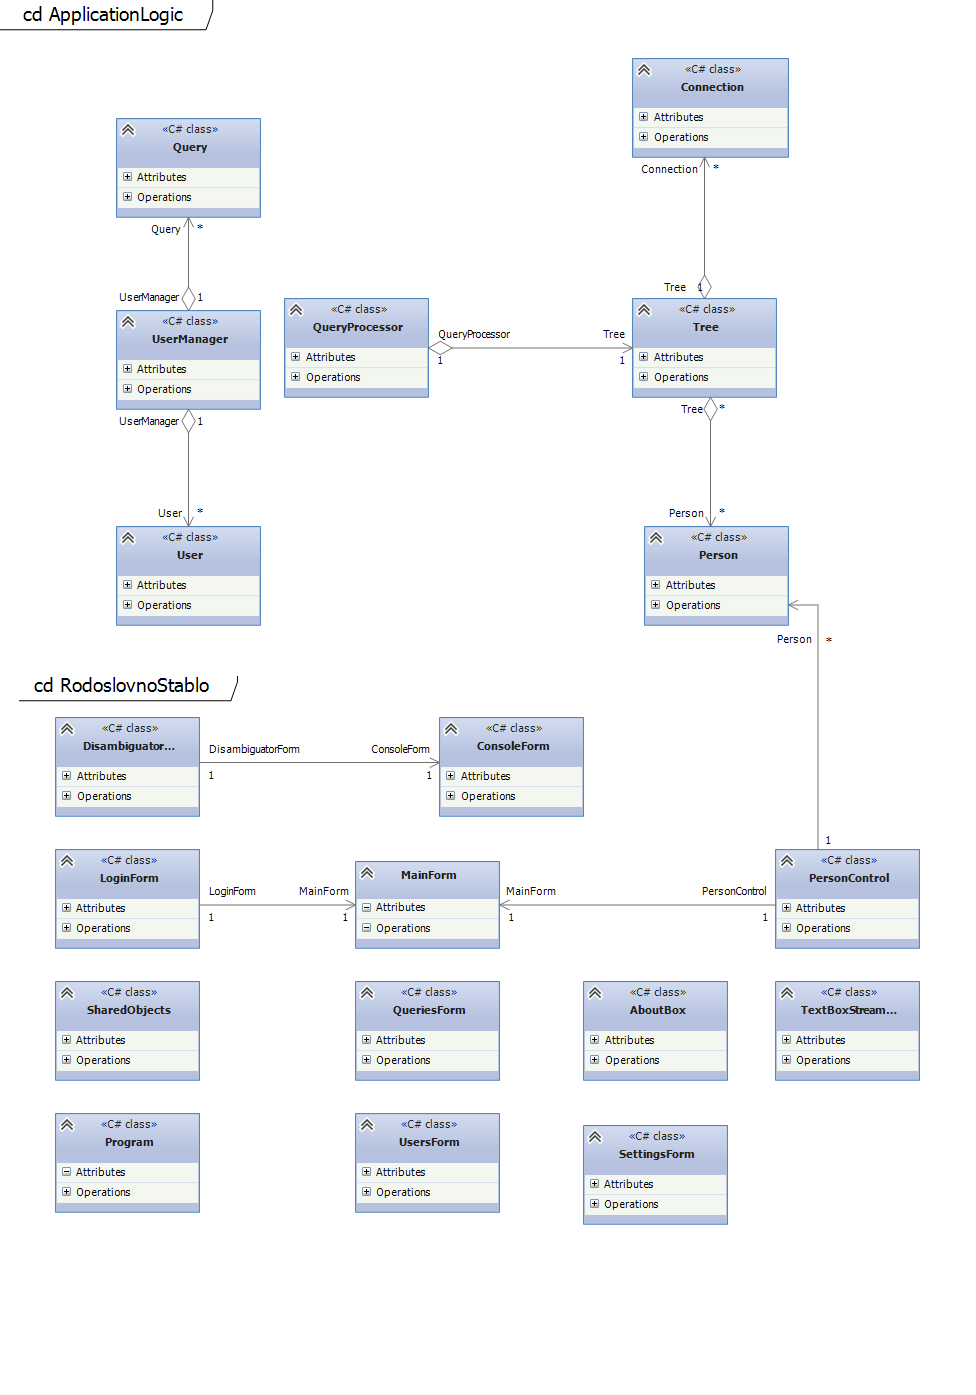 cd ApplicationLogic
«C# class»
Connection
Attributes
Operations
Connection *
«C# class»
Query
Attributes
Operations
Query *
UserManager 1
«C# class»
UserManager
Attributes
Operations
UserManager 1
«C# class»
QueryProcessor
Attributes
Operations
QueryProcessor
1
Tree
1
Tree 1
«C# class»
Tree
Attributes
Operations
Tree *
User *
«C# class»
User
Attributes
Operations
Person *
«C# class»
Person
Attributes
Operations
Person *
cd RodoslovnoStablo
«C# class»
Disambiguator...
Attributes
Operations
DisambiguatorForm
1
ConsoleForm
1
«C# class»
ConsoleForm
Attributes
Operations
1
«C# class»
LoginForm
Attributes
Operations
LoginForm
1
MainForm
1
MainForm
Attributes
Operations
MainForm
1
PersonControl
1
«C# class»
PersonControl
Attributes
Operations
«C# class»
SharedObjects
Attributes
Operations
«C# class»
QueriesForm
Attributes
Operations
«C# class»
AboutBox
Attributes
Operations
«C# class»
TextBoxStream...
Attributes
Operations
«C# class»
Program
Attributes
Operations
«C# class»
UsersForm
Attributes
Operations
«C# class»
SettingsForm
Attributes
Operations